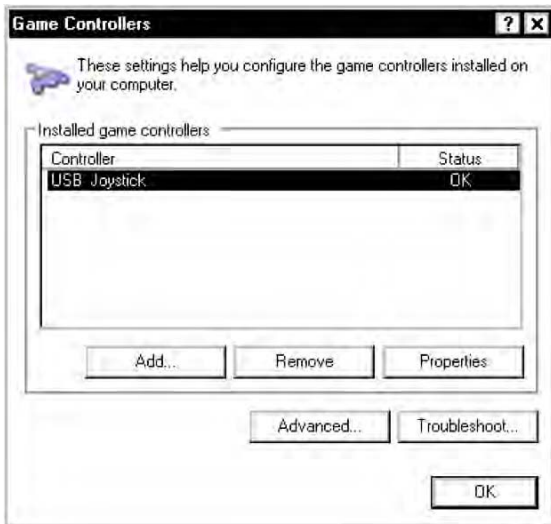 Game Controllers ? X
These settings help you configure the game controllers installed on
your computer.
Installed game controllers
Controller Status
USB Joystick OK
Add... Remove Properties
Advanced... Troubleshoot...
OK